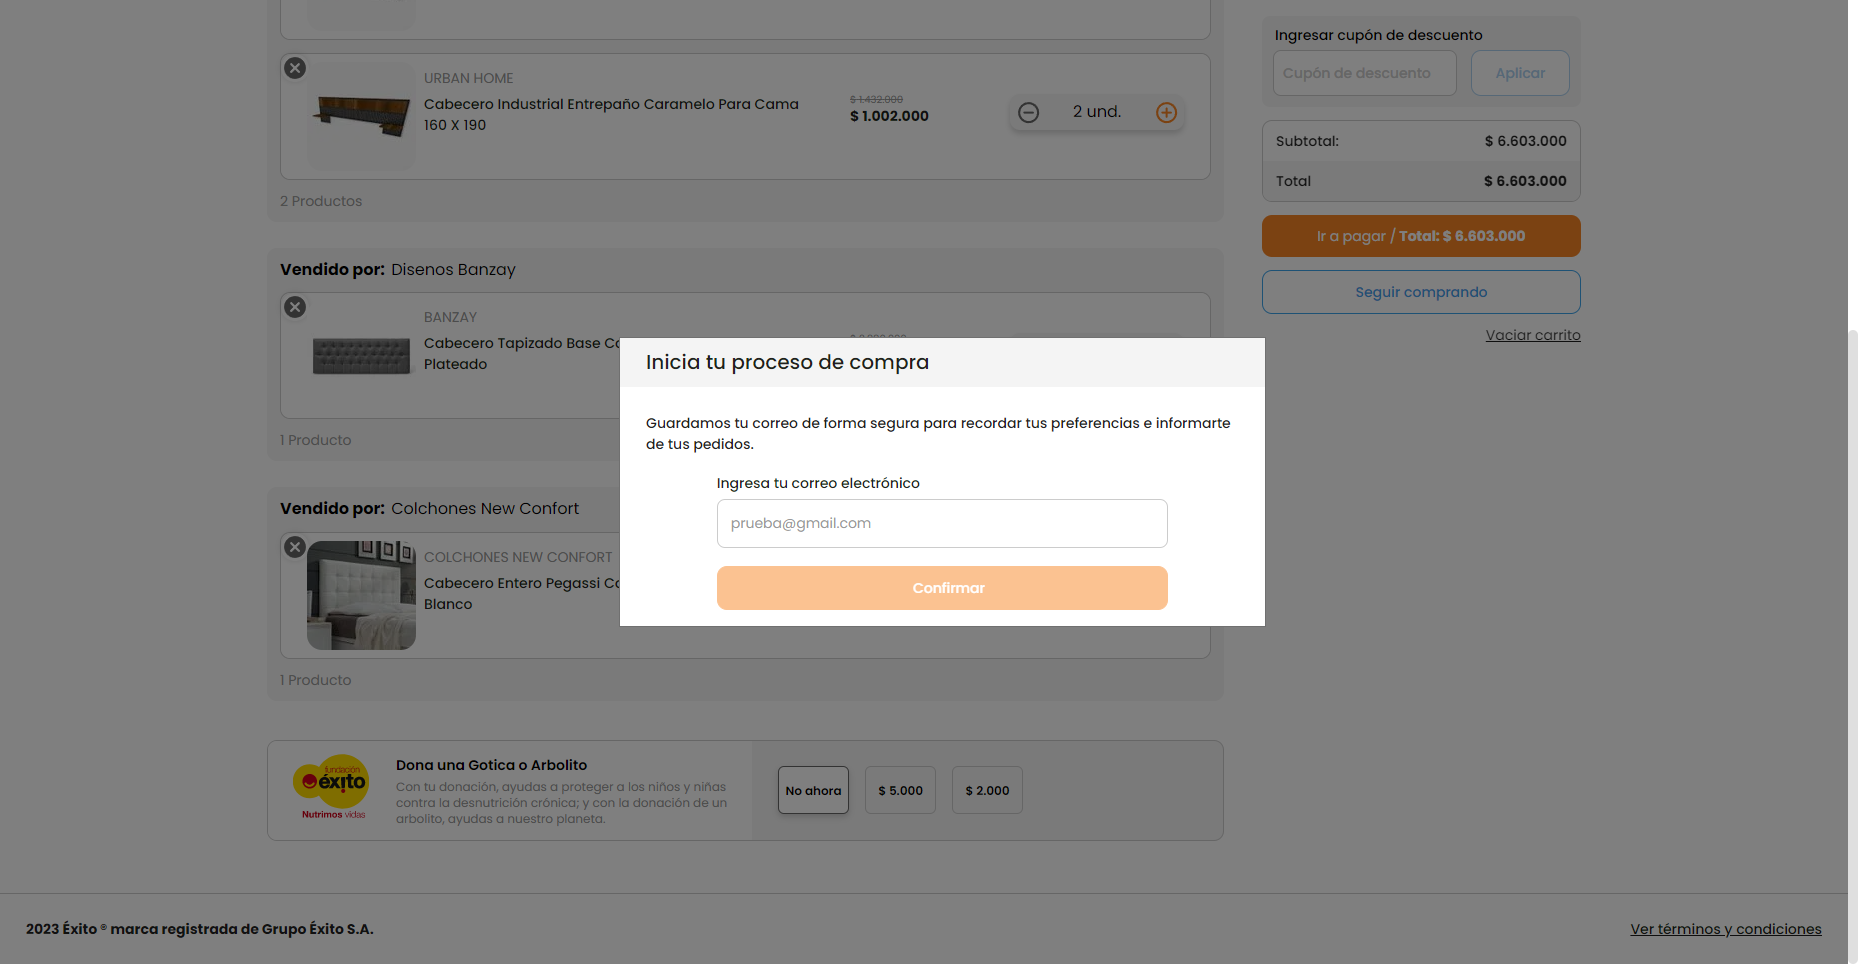 Ingresar cupón de descuento
Cupón de descuento
Aplicar
URBAN HOME
Cabecero Industrial Entrepaño Caramelo Para Cama
160 X 190
$ 1.432.000
$ 1.002.000
2 und.
Subtotal:
$ 6.603.000
Total
$ 6.603.000
2 Productos
Ir a pagar / Total: $ 6.603.000
Seguir comprando
Vaciar carrito
Vendido por: Disenos Banzay
BANZAY
Cabecero Tapizado Base
Plateado
1 Producto
Inicia tu proceso de compra
Guardamos tu correo de forma segura para recordar tus preferencias e informarte
de tus pedidos.
Ingresa tu correo electrónico
prueba@gmail.com
Confirmar
Vendido por: Colchones New Confort
COLCHONES NEW CONFORT
Cabecero Entero Pegassi
Blanco
1 Producto
fundación
éxito
Nutrimos vidas
Dona una Gotica o Arbolito
Con tu donación, ayudas a proteger a los niños y niñas
contra la desnutrición crónica; y con la donación de un
arbolito, ayudas a nuestro planeta.
No ahora
$ 5.000
$ 2.000
2023 Éxito ® marca registrada de Grupo Éxito S.A.
Ver términos y condiciones